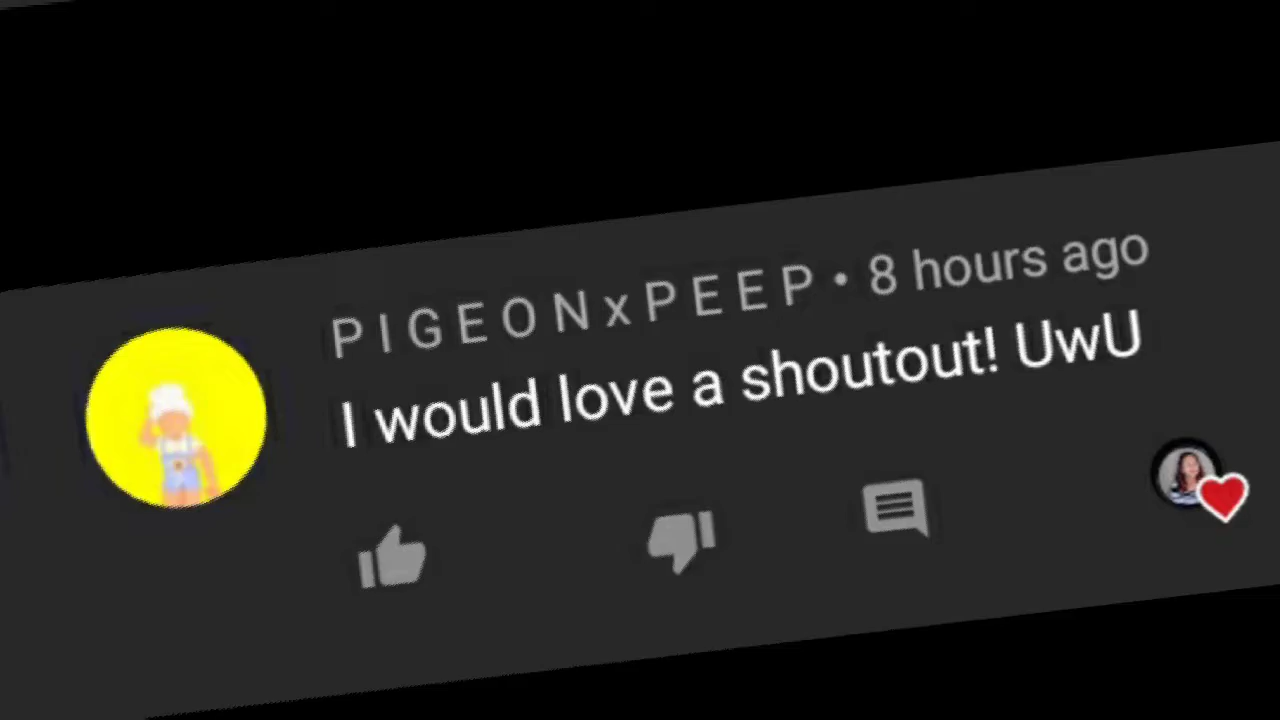 P I G E O N x P E E P • 8 hours ago
I would love a shoutout! UwU